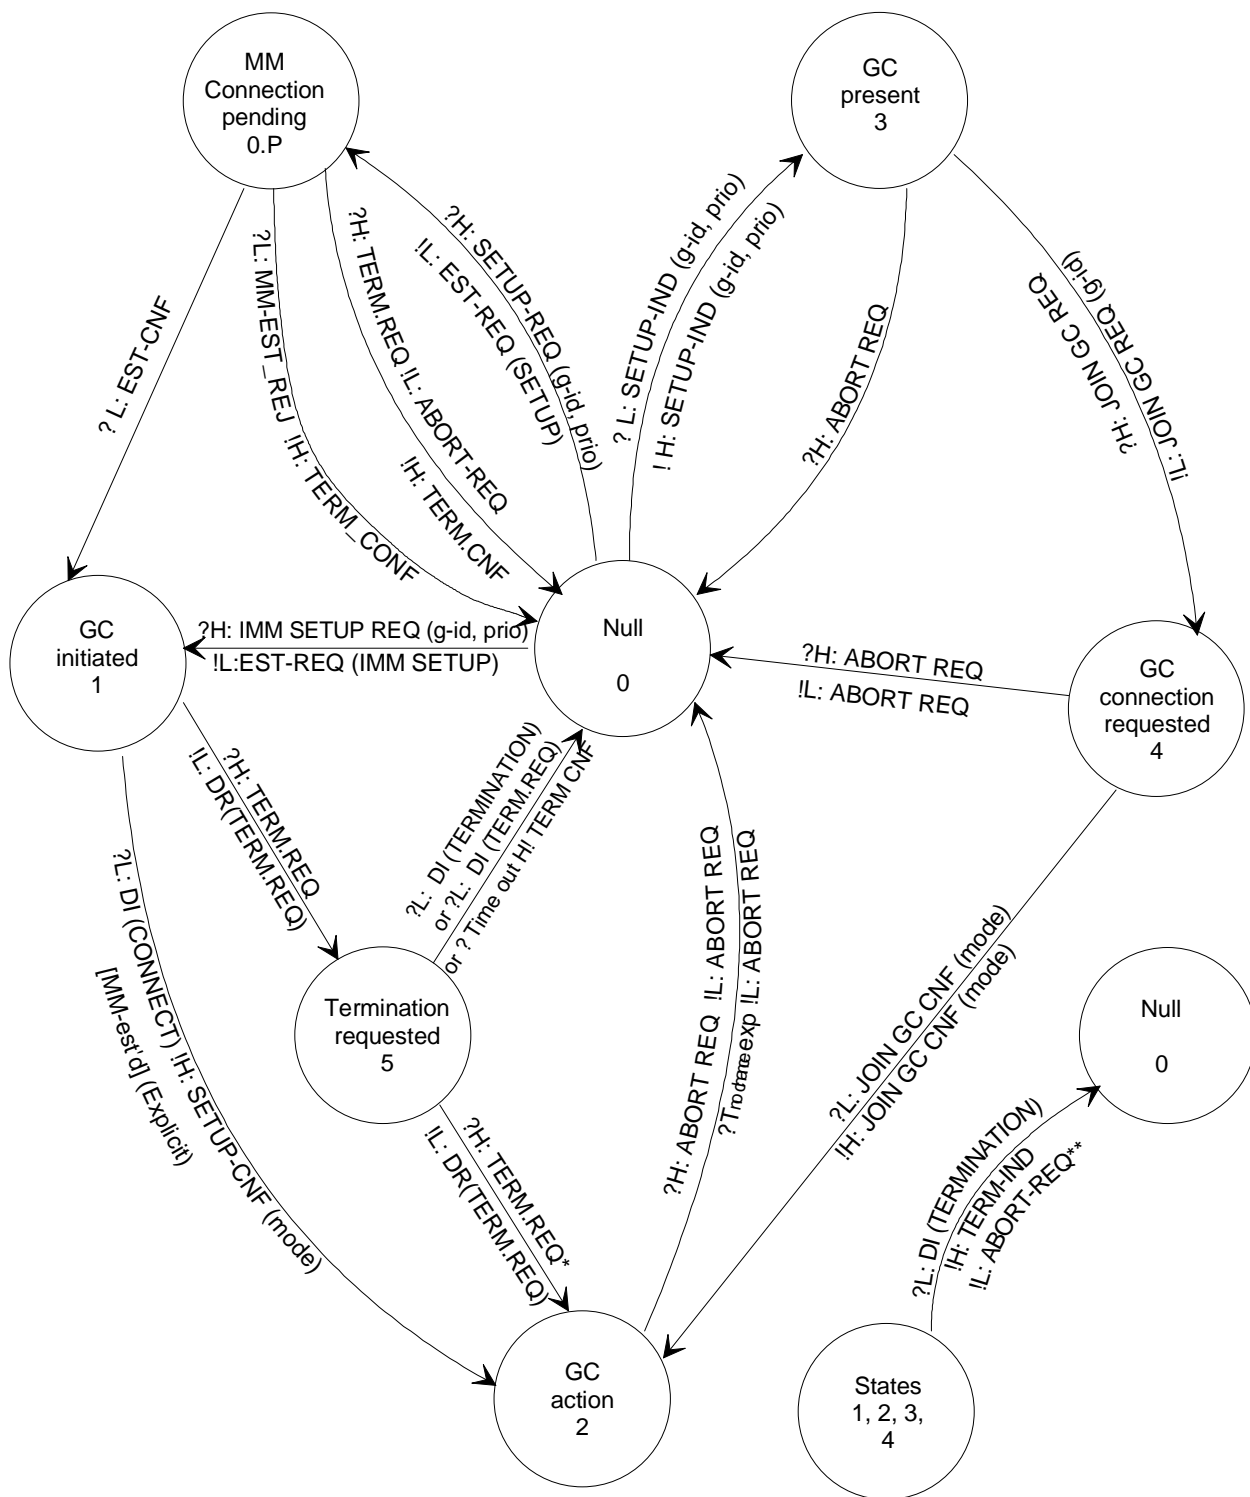 MM
Connection
pending
0.P
GC
present
3
? L: EST-CNF
?L: MM-EST_REJ !H: TERM_CONF
?H: TERM.REQ !L: ABORT-REQ
!H: TERM.CNF
?H: SETUP-REQ (g-id, prio)
!L: EST-REQ (SETUP)
? L: SETUP-IND (g-id, prio)
! H: SETUP-IND (g-id, prio)
?H: ABORT REQ
!L: JOIN GC REQ (g-id)
?H: JOIN GC REQ
GC
initiated
1
?H: IMM SETUP REQ (g-id, prio)
!L:EST-REQ (IMM SETUP)
Null
0
?H: ABORT REQ
!L: ABORT REQ
GC
connection
requested
4
?H: TERM.REQ
!L: DR(TERM.REQ)
?L: DI (TERMINATION)
or ?L: DI (TERM.REQ)
or ? Time out H! TERM CNF
?L: DI (CONNECT) !H: SETUP-CNF (mode)
[MM-est'd] (Explicit)
Termination
requested
5
?H: ABORT REQ !L: ABORT REQ
exp !L: ABORT REQ
?L: JOIN GC CNF (mode)
!H: JOIN GC CNF (mode)
Null
0
?H: TERM.REQ*
!L: DR(TERM.REQ)
?L: DI (TERMINATION)
!H: TERM-IND
!L: ABORT-REQ**
GC
action
2
States
1, 2, 3,
4